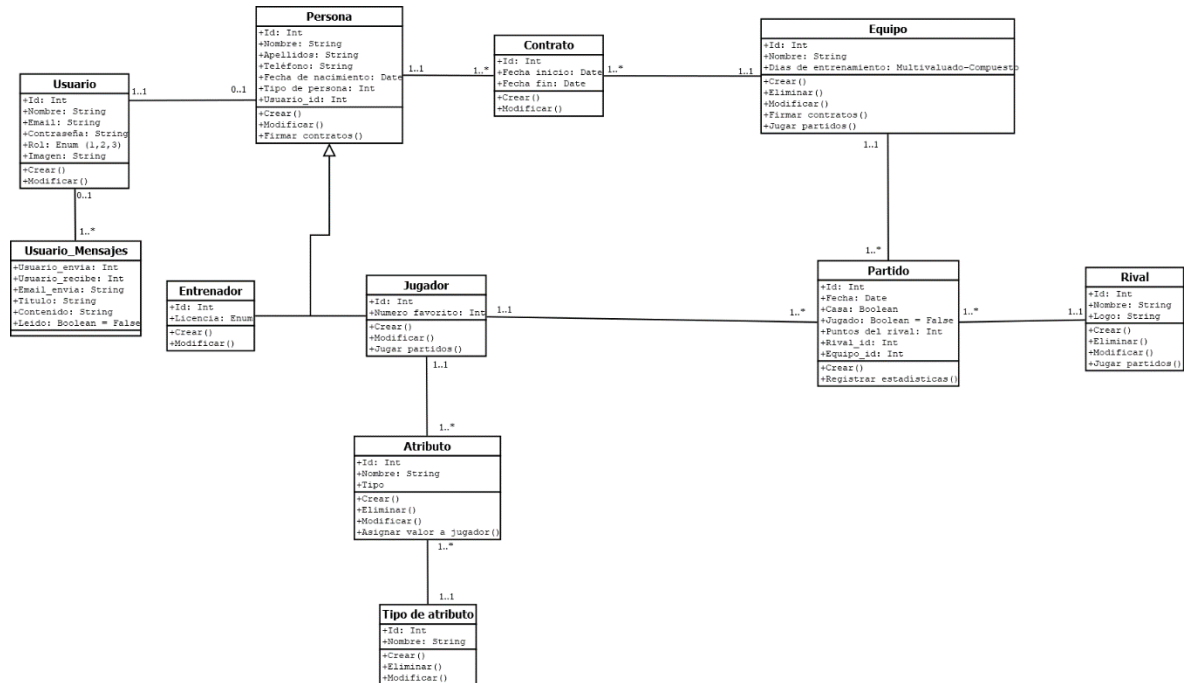 Persona
+Id: Int
+Nombre: String
+Apellidos: String
+Teléfono: String
+Fecha de nacimiento: Date
+Tipo de persona: Int
+Usuario_id: Int
+Crear()
+Modificar()
+Firmar contratos()
1..1
1..*
Contrato
+Id: Int
+Fecha inicio: Date
+Fecha fin: Date
+Crear()
+Modificar()
1..*
1..1
Equipo
+Id: Int
+Nombre: String
+Dias de entrenamiento: Multivaluado-Compuesto
+Crear()
+Eliminar()
+Modificar()
+Firmar contratos()
+Jugar partidos()
1..1
1..*
Usuario
+Id: Int
+Nombre: String
+Email: String
+Contraseña: String
+Rol: Enum (1,2,3)
+Imagen: String
+Crear()
+Modificar()
1..1
0..1
0..1
1..*
Usuario_Mensajes
+Usuario_envia: Int
+Usuario_recibe: Int
+Email_envia: String
+Titulo: String
+Contenido: String
+Leido: Boolean = False
Entrenador
+Id: Int
+Licencia: Enum
+Crear()
+Modificar()
Jugador
+Id: Int
+Numero favorito: Int
+Crear()
+Modificar()
+Jugar partidos()
1..1
1..*
Partido
+Id: Int
+Fecha: Date
+Casa: Boolean
+Jugado: Boolean = False
+Puntos del rival: Int
+Rival_id: Int
+Equipo_id: Int
+Crear()
+Registrar estadísticas()
1..*
1..1
Rival
+Id: Int
+Nombre: String
+Logo: String
+Crear()
+Eliminar()
+Modificar()
+Jugar partidos()
1..1
1..*
Atributo
+Id: Int
+Nombre: String
+Tipo
+Crear()
+Eliminar()
+Modificar()
+Asignar valor a jugador()
1..*
1..1
Tipo de atributo
+Id: Int
+Nombre: String
+Crear()
+Eliminar()
+Modificar()